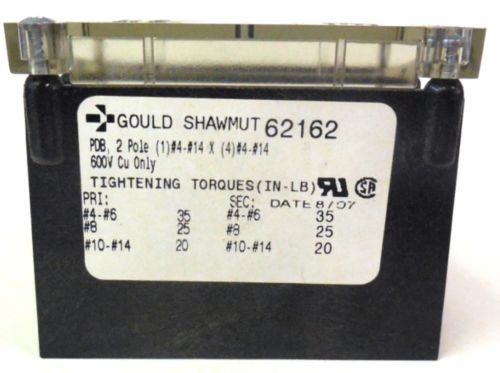 GOULD SHAWMUT 62162
PDB, 2 Pole (1)#4-#14 X (4)#4-#14
600V Cu Only
TIGHTENING TORQUES(IN-LB)
PRI: SEC: DATE 8/97
#4-#6 35 #4-#6 35
#8 25 #8 25
#10-#14 20 #10-#14 20